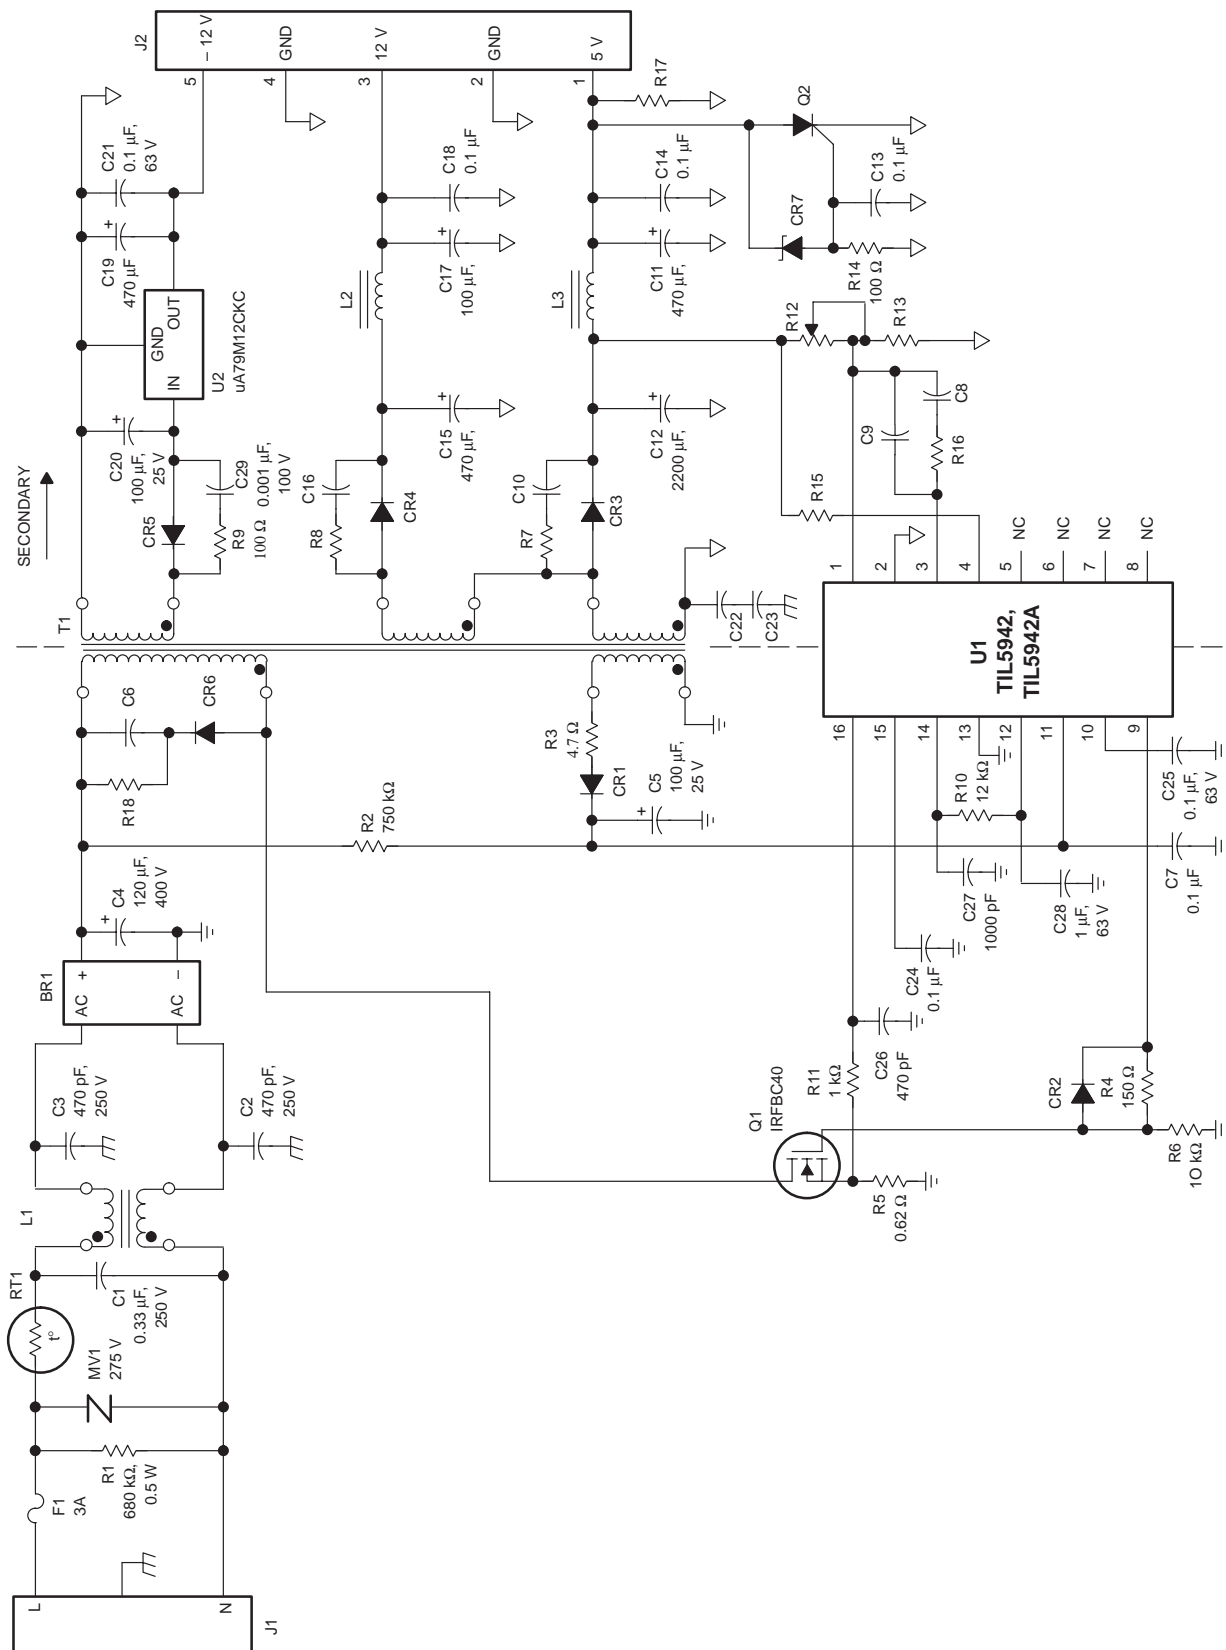 SECONDARY
J1
L
N
F1
3A
R1
680 kΩ,
0.5 W
MV1
275 V
RT1
t°
C1
0.33 µF,
250 V
L1
C3
470 pF,
250 V
C2
470 pF,
250 V
BR1
AC
+
AC
–
C4
+
120 µF,
400 V
R18
C6
CR6
R2
750 kΩ
T1
CR5
R9
100 Ω
C29
0.001 µF,
100 V
C20
100 µF,
25 V
+
IN
GND
OUT
U2
uA79M12CKC
C19
470 µF
+
C21
0.1 µF,
63 V
J2
5
– 12 V
4
GND
3
12 V
2
GND
1
5 V
R8
C16
CR4
+
C15
470 µF,
L2
+
C17
100 µF,
C18
0.1 µF
R3
4.7 Ω
CR1
+
C5
100 µF,
25 V
R7
C10
CR3
+
C12
2200 µF,
L3
+
C11
470 µF,
C14
0.1 µF
R17
C22
C23
Q2
CR7
C13
0.1 µF
R14
100 Ω
R12
R13
R15
C9
C8
R16
U1
TIL5942,
TIL5942A
1
2
3
4
5
NC
6
NC
7
NC
8
NC
16
15
14
13
12
11
10
9
R10
12 kΩ
C25
0.1 µF,
63 V
C7
0.1 µF
C28
1 µF,
63 V
C27
1000 pF
C24
0.1 µF
C26
470 pF
R11
1 kΩ
Q1
IRFBC40
R5
0.62 Ω
CR2
R4
150 Ω
R6
1O kΩ